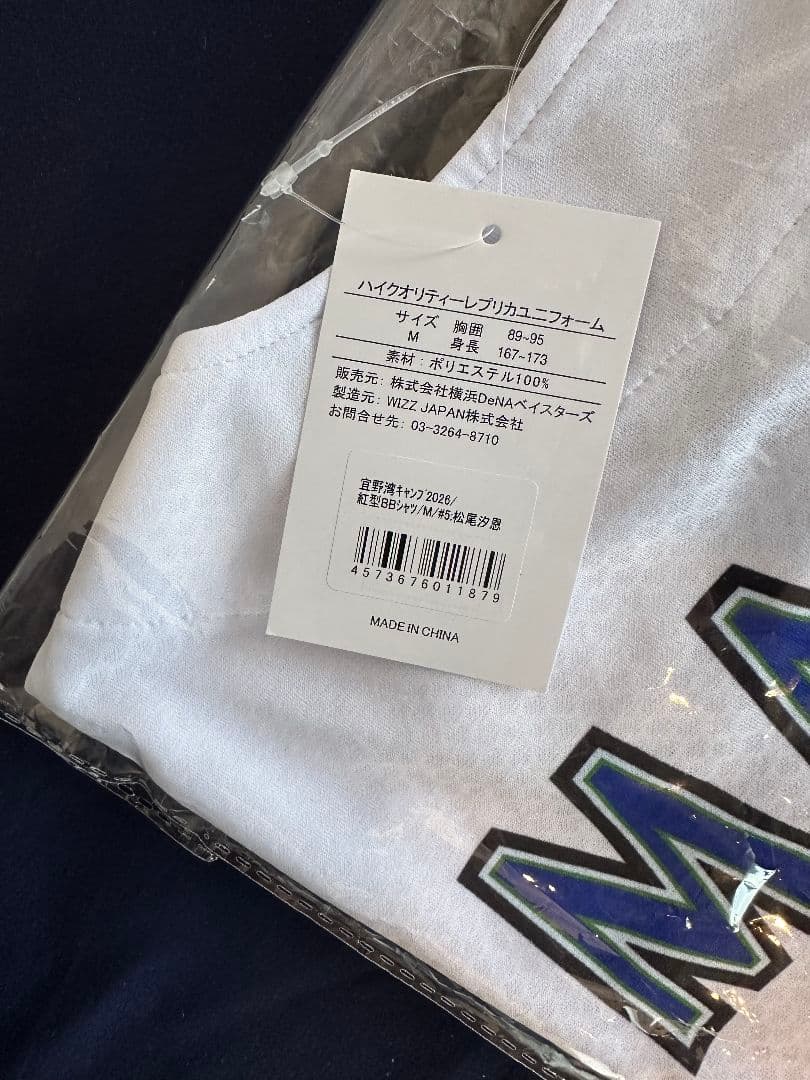 ハイクオリティーレプリカユニフォーム
サイズ 胸囲 89~95
M 身長 167~173
素材：ポリエステル100%
販売元：株式会社横浜DeNAベイスターズ
製造元：WIZZ JAPAN株式会社
お問合せ先：03-3264-8710
宜野湾キャンプ2026/
紅型BBシャツ/M/#5:松尾汐恩
4573676011879
MADE IN CHINA
MA